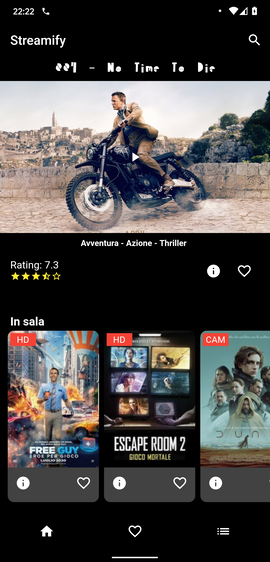 22:22
Streamify
007 - No Time To Die
Avventura - Azione - Thriller
Rating: 7.3
In sala
HD
HD
CAM
FREE GUY
EROE PER GIOCO
ESCAPE ROOM 2
GIOCO MORTALE
DUN